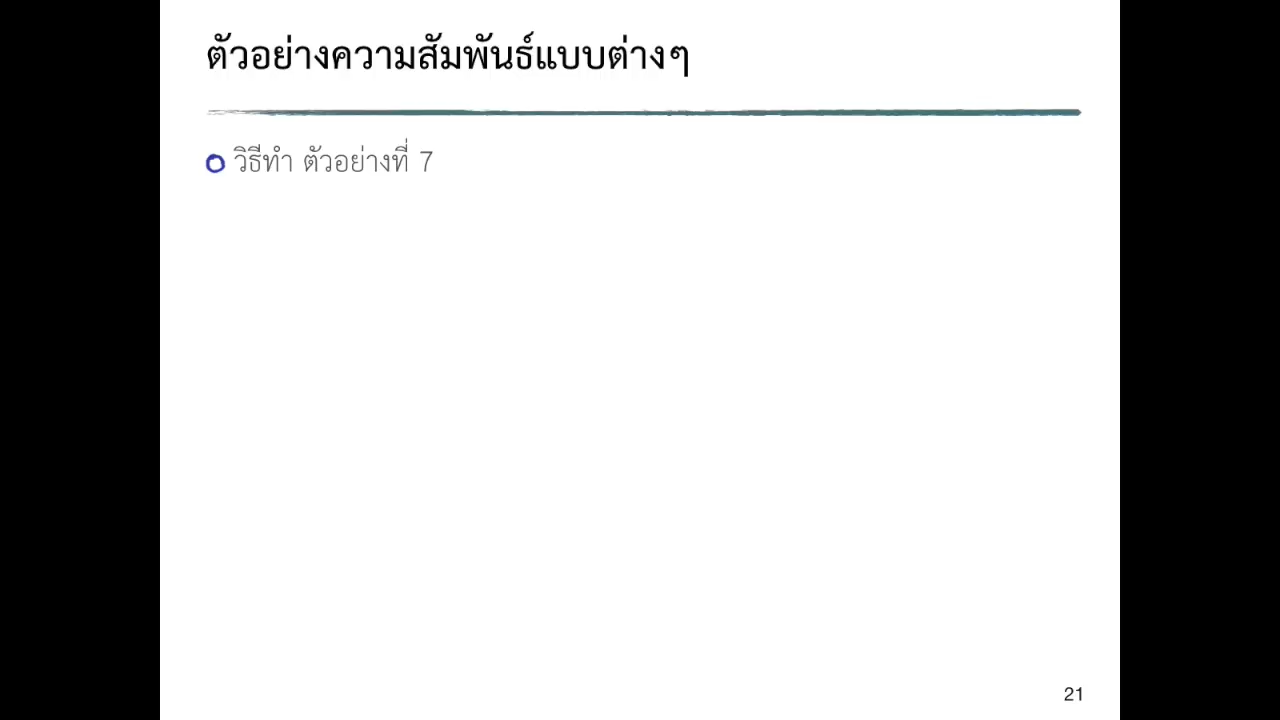 ตัวอย่างความสัมพันธ์แบบต่างๆ
วิธีทำ ตัวอย่างที่ 7
21